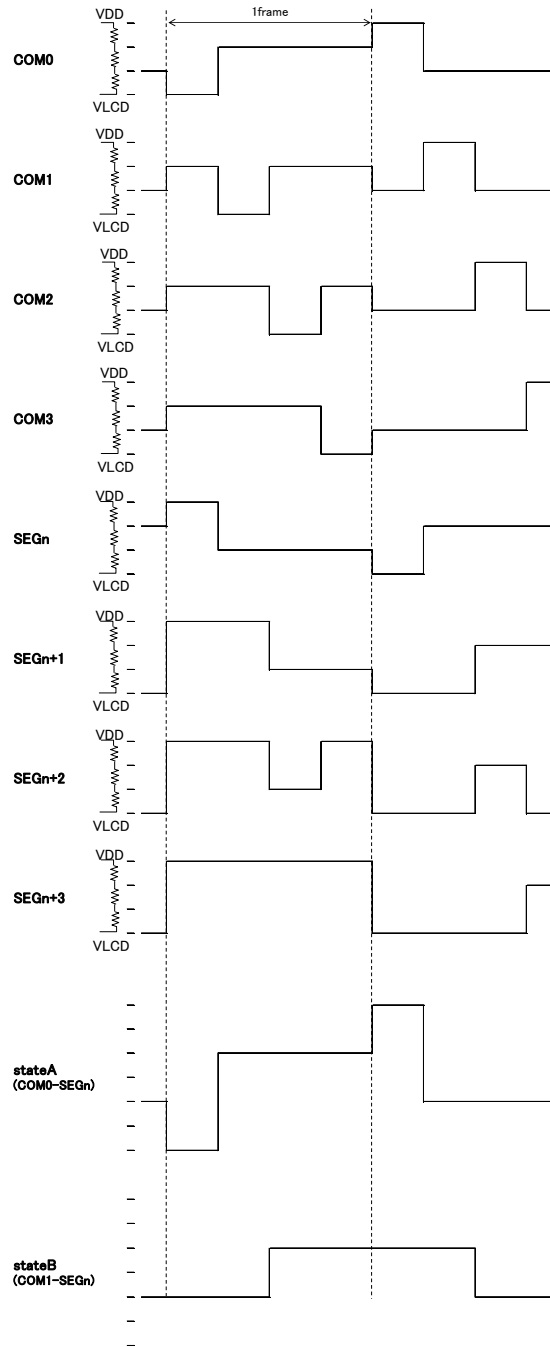 1frame
VDD
COM0
VLCD
VDD
COM1
VLCD
VDD
COM2
VLCD
VDD
COM3
VLCD
VDD
SEGn
VLCD
VDD
SEGn+1
VLCD
VDD
SEGn+2
VLCD
VDD
SEGn+3
VLCD
stateA
(COM0-SEGn)
stateB
(COM1-SEGn)